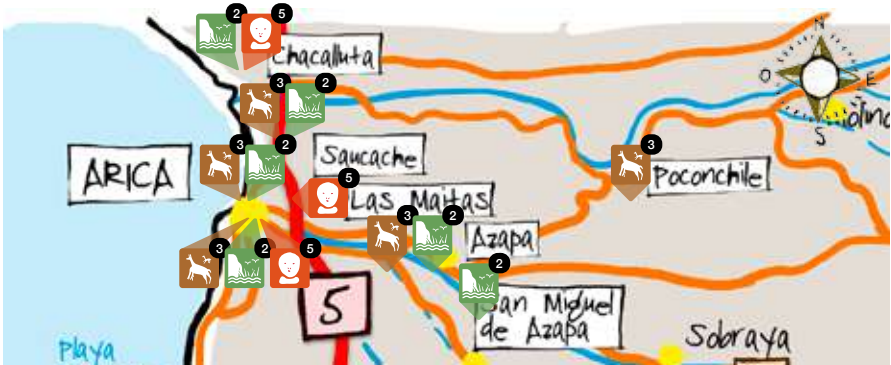 2
5
Chacalluta
N
O
E
S
3
2
3
2
Saucache
3
Poconchile
ARICA
5
Las Maitas
3
2
Azapa
3
2
5
2
San Miguel
de Azapa
5
Sobraya
Playa